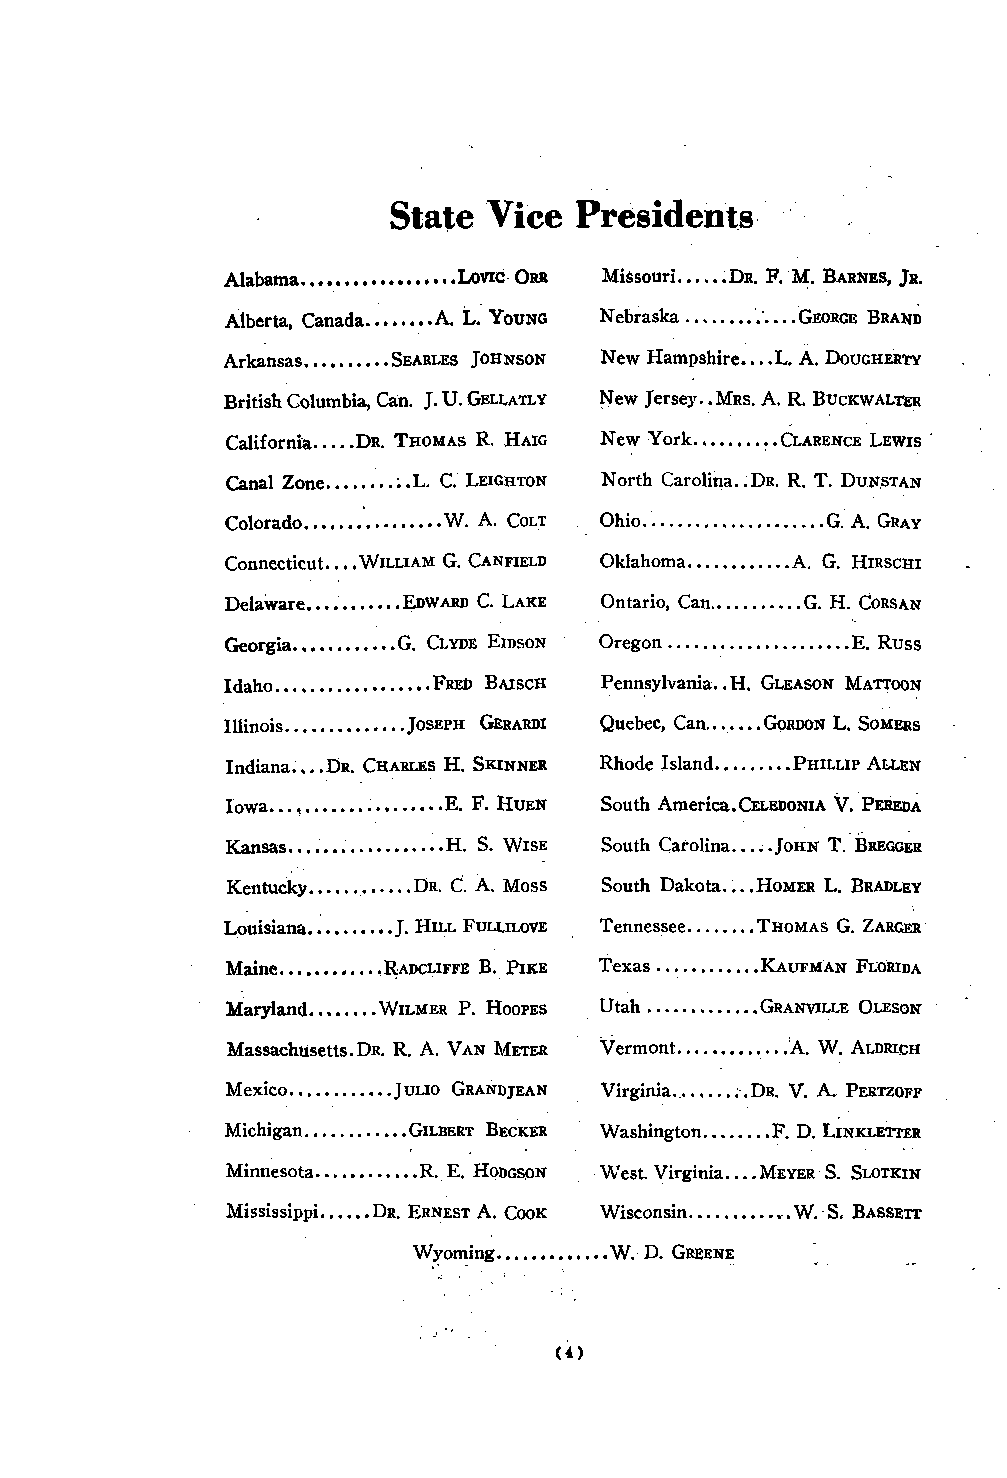 State Vice Presidents
Alabama..................LOVIC ORR
Alberta, Canada........A. L. YOUNG
Arkansas..........SEARLES JOHNSON
British Columbia, Can. J. U. GELLATLY
California.....DR. THOMAS R. HAIG
Canal Zone..........L. C. LEIGHTON
Colorado................W. A. COLT
Connecticut....WILLIAM G. CANFIELD
Delaware...........EDWARD C. LAKE
Georgia............G. CLYDE EIDSON
Idaho..................FRED BAISCH
Illinois..............JOSEPH GERARDI
Indiana....DR. CHARLES H. SKINNER
Iowa....................E. F. HUEN
Kansas..................H. S. WISE
Kentucky............DR. C. A. MOSS
Louisiana..........J. HILL FULLILOVE
Maine............RADCLIFFE B. PIKE
Maryland........WILMER P. HOOPES
Massachusetts.DR. R. A. VAN METER
Mexico............JULIO GRANDJEAN
Michigan............GILBERT BECKER
Minnesota............R. E. HODGSON
Mississippi......DR. ERNEST A. COOK
Missouri......DR. F. M. BARNES, JR.
Nebraska.............GEORGE BRAND
New Hampshire....L. A. DOUGHERTY
New Jersey..MRS. A. R. BUCKWALTER
New York..........CLARENCE LEWIS
North Carolina..DR. R. T. DUNSTAN
Ohio.....................G. A. GRAY
Oklahoma............A. G. HIRSCHI
Ontario, Can...........G. H. CORSAN
Oregon.....................E. RUSS
Pennsylvania..H. GLEASON MATTOON
Quebec, Can.......GORDON L. SOMERS
Rhode Island.........PHILLIP ALLEN
South America.CELEDONIA V. PEREDA
South Carolina.....JOHN T. BREGGER
South Dakota....HOMER L. BRADLEY
Tennessee........THOMAS G. ZARGER
Texas............KAUFMAN FLORIDA
Utah.............GRANVILLE OLESON
Vermont.............A. W. ALDRICH
Virginia.........DR. V. A. PERTZOFF
Washington........F. D. LINKLETTER
West Virginia....MEYER S. SLOTKIN
Wisconsin............W. S. BASSETT
Wyoming.............W. D. GREENE
(4)